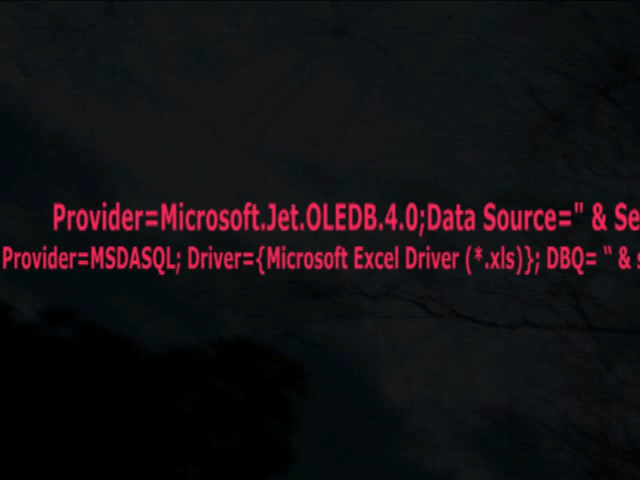 Provider=Microsoft.Jet.OLEDB.4.0;Data Source=" & Se
Provider=MSDASQL; Driver={Microsoft Excel Driver (*.xls)}; DBQ= “ & s